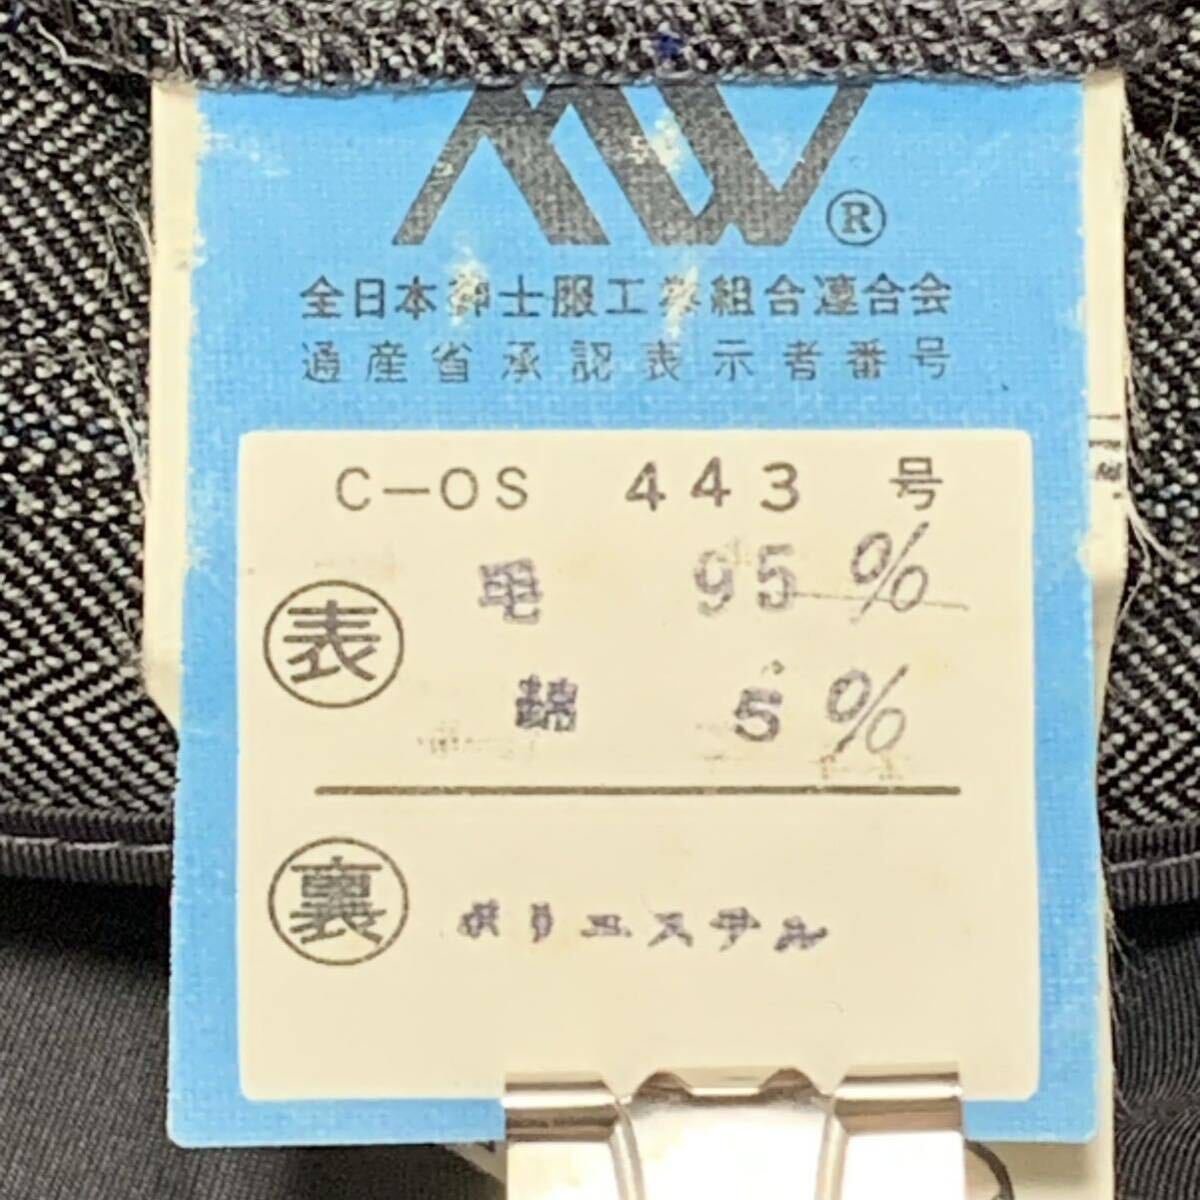 ®
全日本紳士服工業組合連合会
通産省承認表示者番号
C-OS 443 号
表 毛 95%
綿 5%
裏 ポリエステル